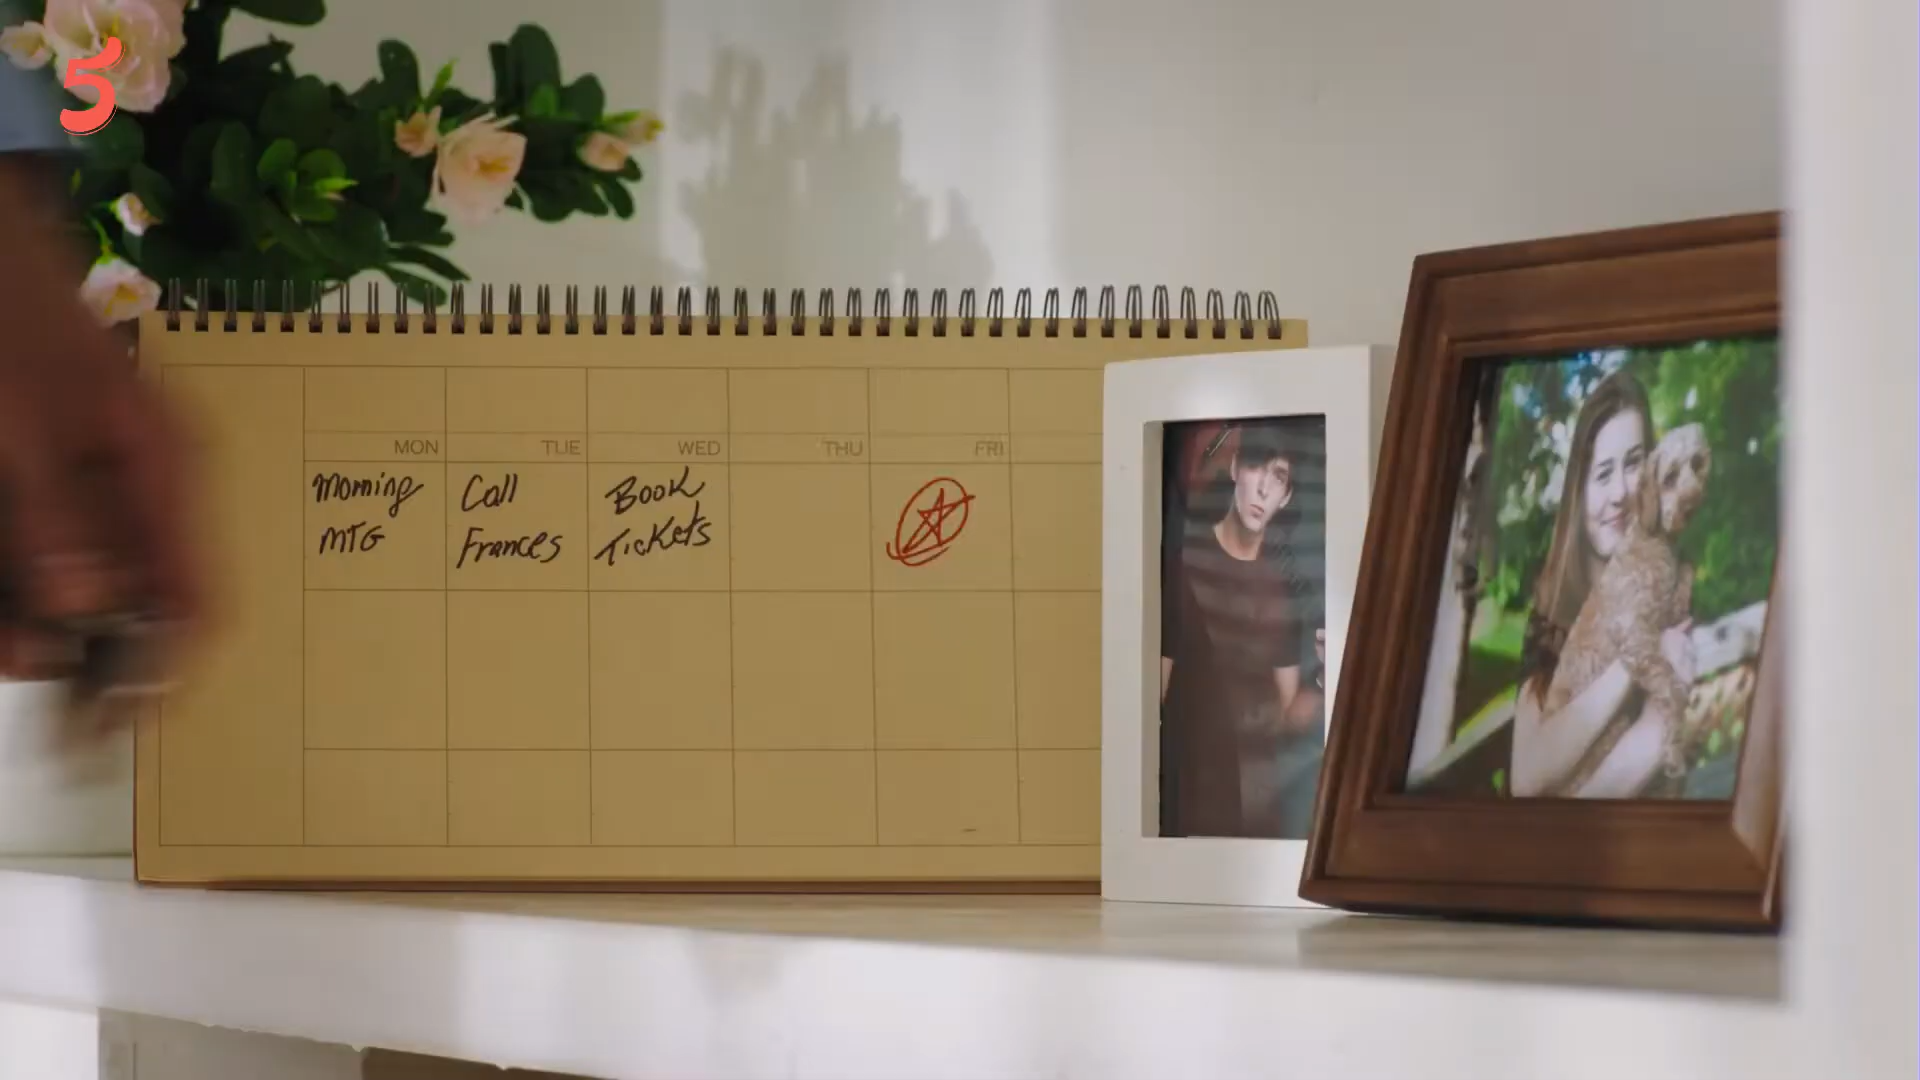 5
MON TUE WED THU FRI
Morning
MTG
Call
Frances
Book
Tickets